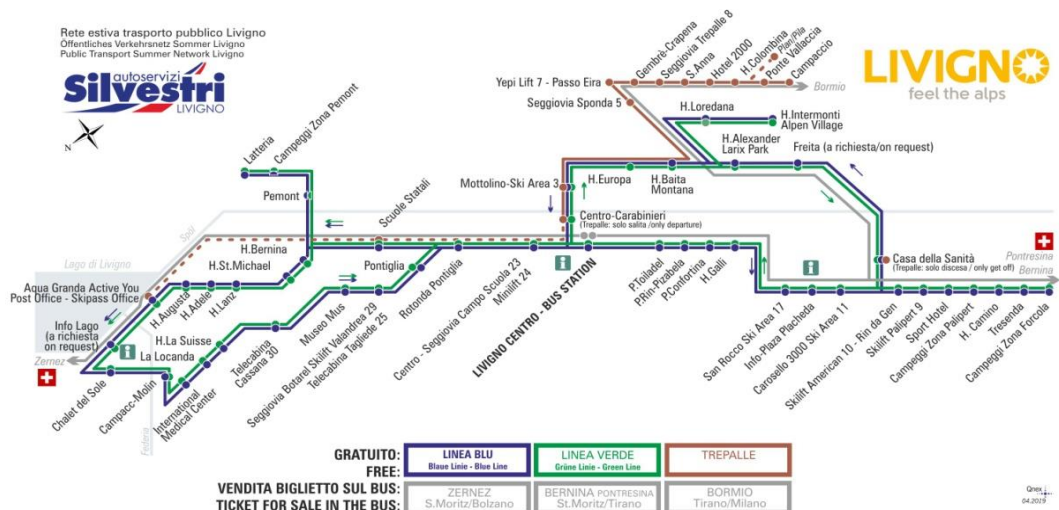 Rete estiva trasporto pubblico Livigno
Öffentliches Verkehrsnetz Sommer Livigno
Public Transport Summer Network Livigno
autoservizi
Silvestri
LIVIGNO
N
LIVIGNO
feel the alps
Yepi Lift 7 - Passo Eira
Gembrè-Crapena
Seggiovia Trepalle 8
S.Anna
Hotel 2000
H.Colombina
Plan/Pila
Ponte Vallaccia
Campaccio
Bormio
Seggiovia Sponda 5
H.Loredana
H.Intermonti
Alpen Village
H.Alexander
Larix Park
Freita (a richiesta/on request)
Latteria
Campeggi Zona Pemont
Pemont
Scuole Statali
Mottolino-Ski Area 3
H.Europa
H.Baita
Montana
Centro-Carabinieri
(Trepalle: solo salita /only departure)
Spöl
Lago di Livigno
H.Bernina
H.St.Michael
Pontiglia
Casa della Sanità
(Trepalle: solo discesa / only get off)
Pontresina
Bernina
Aqua Granda Active You
Post Office - Skipass Office
H.Augusta
H.Adele
H.Lanz
Info Lago
(a richiesta
on request)
Zernez
H.La Suisse
La Locanda
Chalet del Sole
Campacc-Molin
International
Medical Center
Federia
Telecabina
Cassana 30
Museo Mus
Seggiovia Botarel Skilift Valandrea 29
Telecabina Tagliede 25
Rotonda Pontiglia
Centro - Seggiovia Campo Scuola 23
Minilift 24
LIVIGNO CENTRO - BUS STATION
P.Toiladel
P.Rin-Pizabela
P.Confortina
H.Galli
San Rocco Ski Area 17
Info-Plaza Placheda
Carosello 3000 Ski Area 11
Skilift American 10 - Rin da Gen
Skilift Palipert 9
Sport Hotel
Campeggi Zona Palipert
H. Camino
Tresenda
Campeggi Zona Forcola
GRATUITO:
FREE:
LINEA BLU
Blaue Linie - Blue Line
LINEA VERDE
Grüne Linie - Green Line
TREPALLE
VENDITA BIGLIETTO SUL BUS:
TICKET FOR SALE IN THE BUS:
ZERNEZ
S.Moritz/Bolzano
BERNINA PONTRESINA
St.Moritz/Tirano
BORMIO
Tirano/Milano
Qnex
04.2019